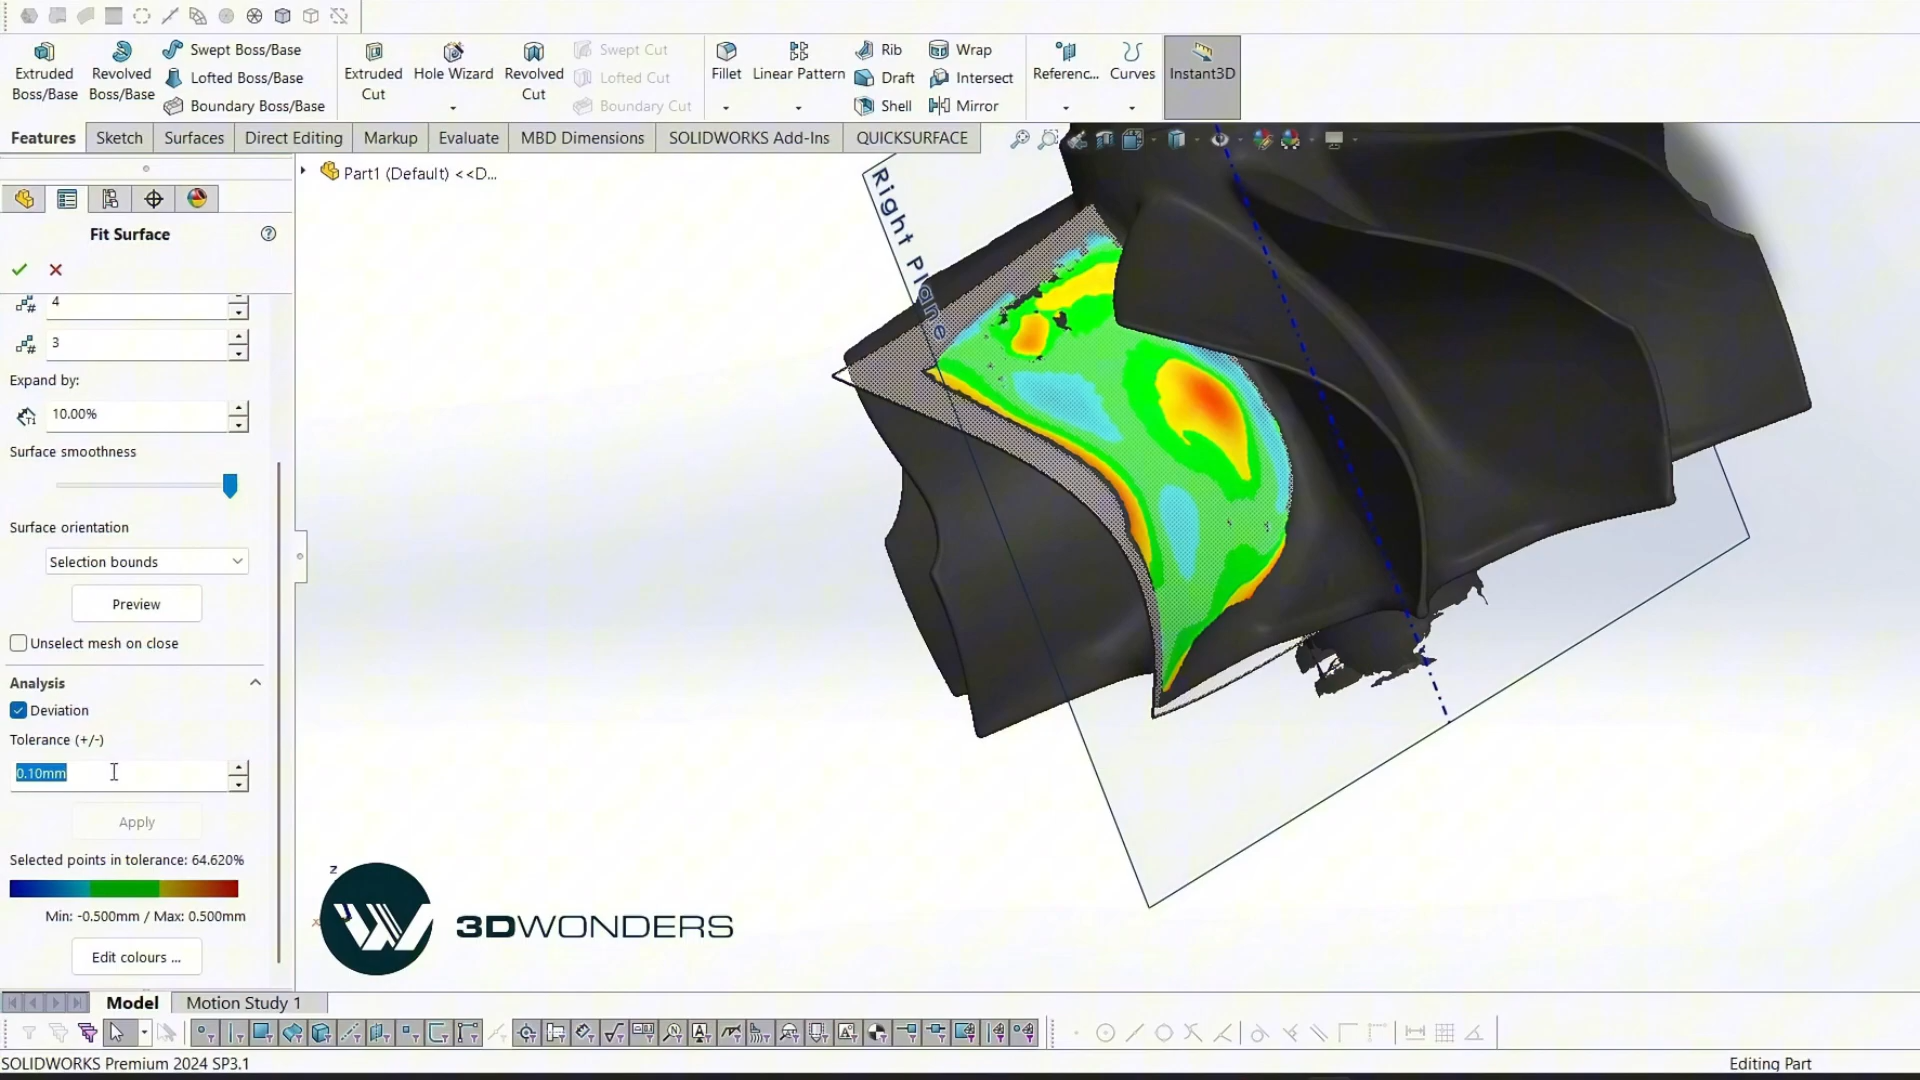 Extruded Boss/Base
Revolved Boss/Base
Swept Boss/Base
Lofted Boss/Base
Boundary Boss/Base
Extruded Cut
Hole Wizard
Revolved Cut
Swept Cut
Lofted Cut
Boundary Cut
Fillet
Linear Pattern
Rib
Draft
Shell
Wrap
Intersect
Mirror
Referenc...
Curves
Instant3D
Features
Sketch
Surfaces
Direct Editing
Markup
Evaluate
MBD Dimensions
SOLIDWORKS Add-Ins
QUICKSURFACE
Part1 (Default) <<D...
Fit Surface
4
3
Expand by:
10.00%
Surface smoothness
Surface orientation
Selection bounds
Preview
Unselect mesh on close
Analysis
Deviation
Tolerance (+/-)
0.10mm
Apply
Selected points in tolerance: 64.620%
Min: -0.500mm / Max: 0.500mm
Edit colours ...
Right Plane
z
x
3DWONDERS
Model
Motion Study 1
SOLIDWORKS Premium 2024 SP3.1
Editing Part